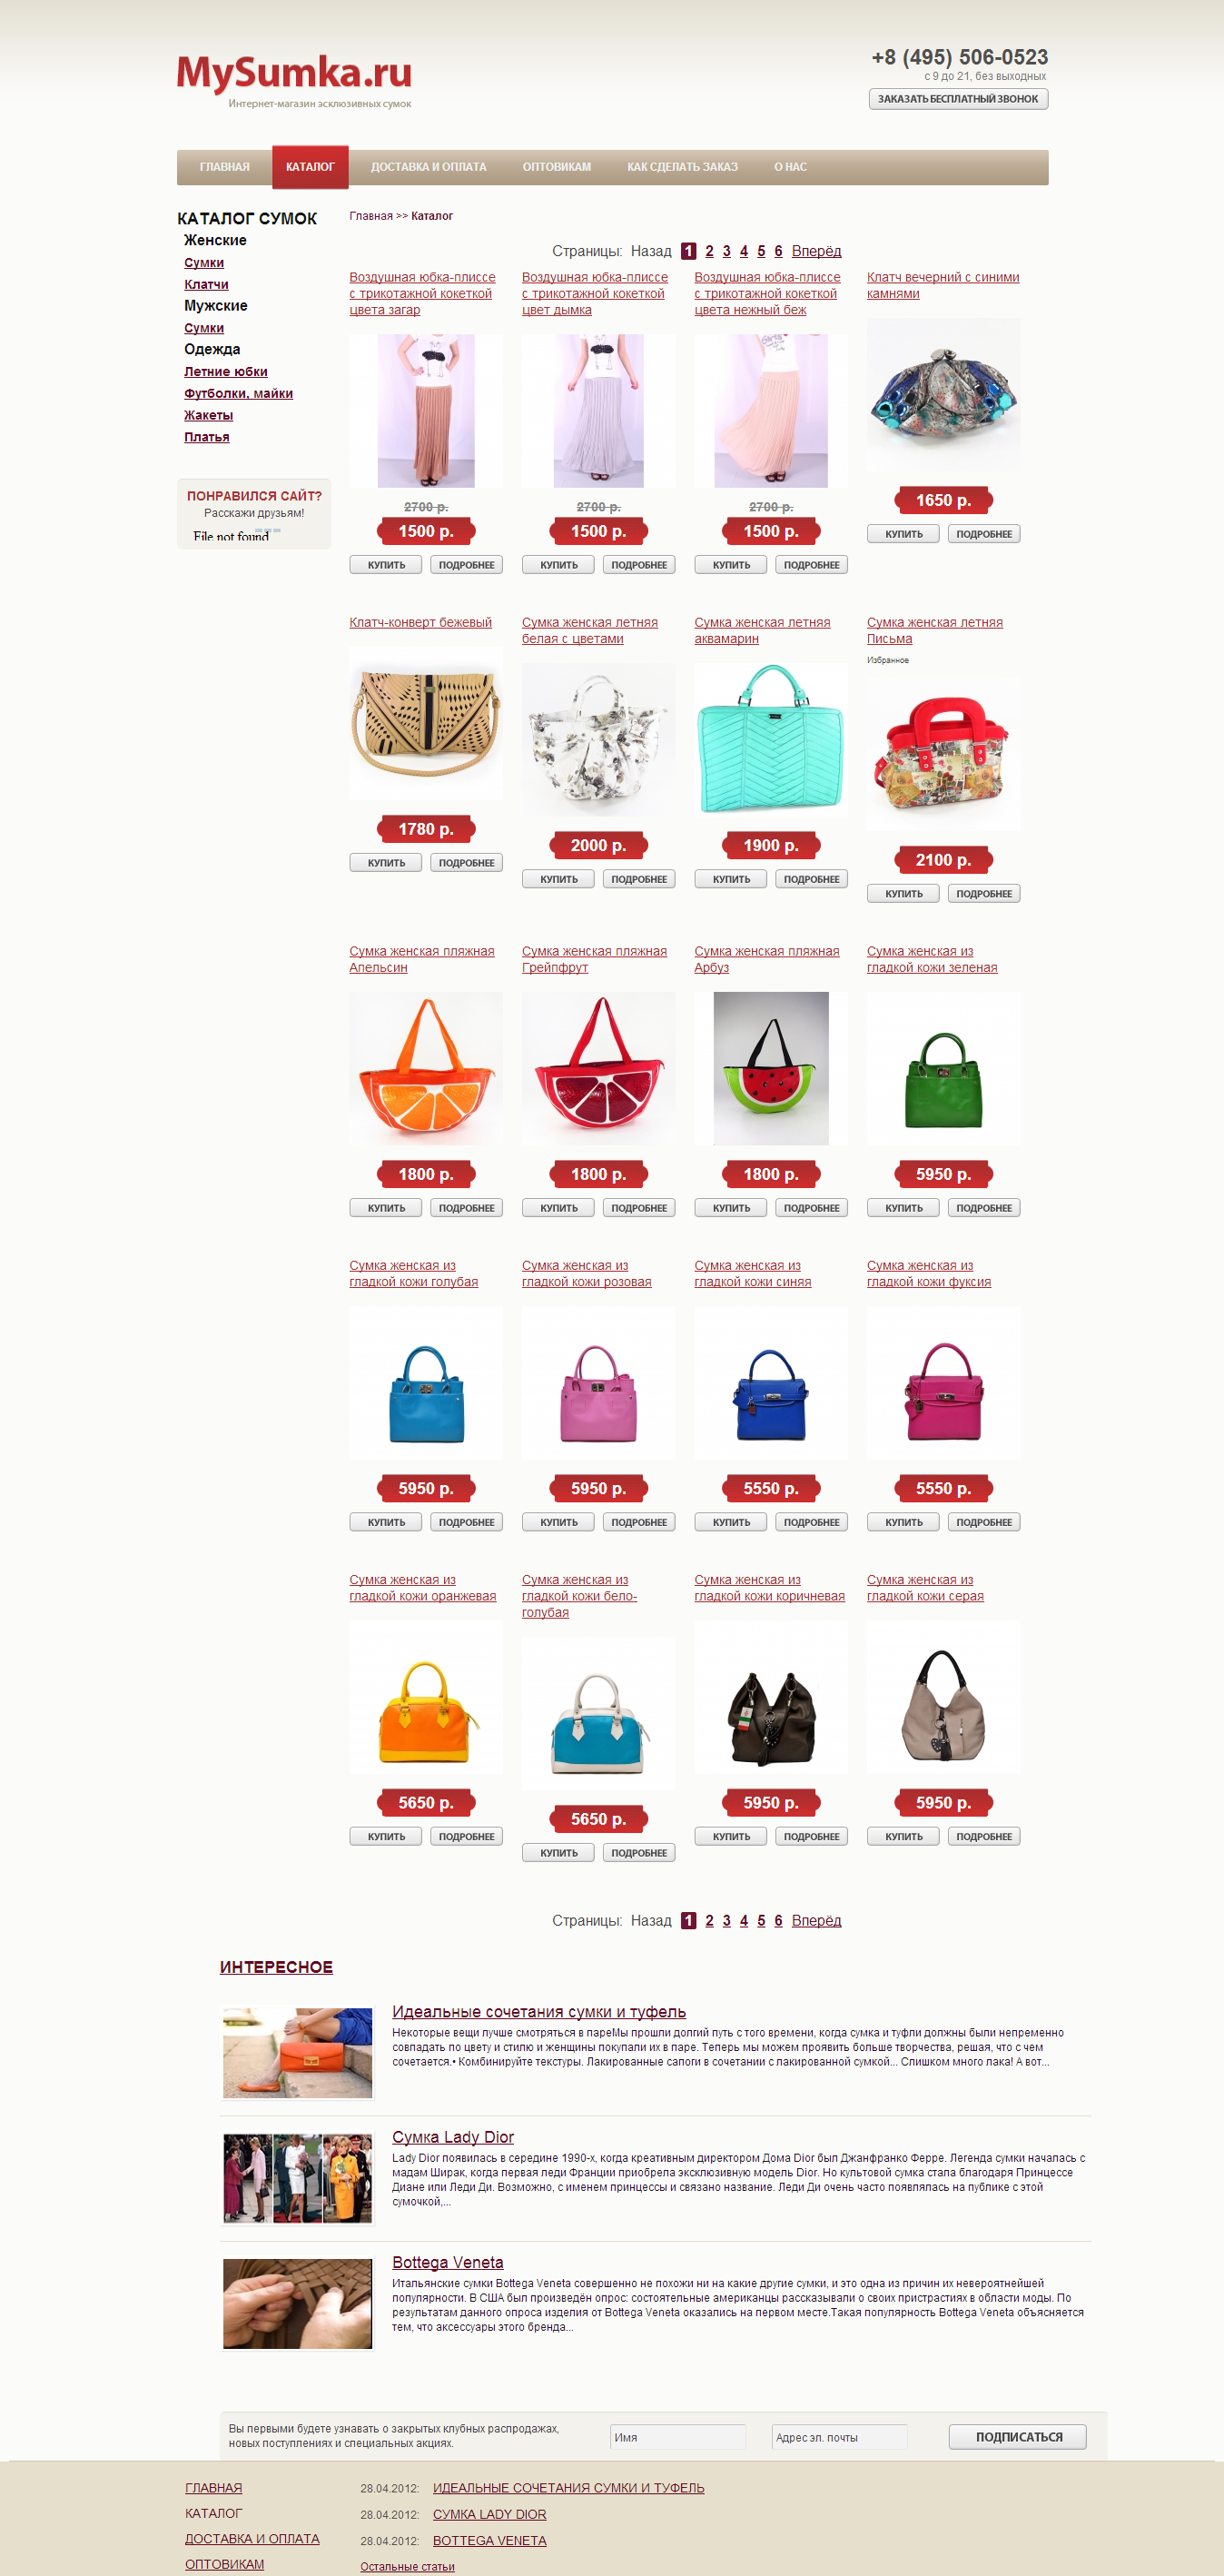 MySumka.ru
Интернет-магазин эсклюзивных сумок
+8 (495) 506-0523
с 9 до 21, без выходных
ЗАКАЗАТЬ БЕСПЛАТНЫЙ ЗВОНОК
ГЛАВНАЯ КАТАЛОГ ДОСТАВКА И ОПЛАТА ОПТОВИКАМ КАК СДЕЛАТЬ ЗАКАЗ О НАС
КАТАЛОГ СУМОК
Женские
Сумки
Клатчи
Мужские
Сумки
Одежда
Летние юбки
Футболки, майки
Жакеты
Платья
ПОНРАВИЛСЯ САЙТ?
Расскажи друзьям!
File not found
Главная >> Каталог
Страницы: Назад 1 2 3 4 5 6 Вперёд
Воздушная юбка-плиссе
с трикотажной кокеткой
цвета загар
2700 р.
1500 р.
КУПИТЬ ПОДРОБНЕЕ
Воздушная юбка-плиссе
с трикотажной кокеткой
цвет дымка
2700 р.
1500 р.
КУПИТЬ ПОДРОБНЕЕ
Воздушная юбка-плиссе
с трикотажной кокеткой
цвета нежный беж
2700 р.
1500 р.
КУПИТЬ ПОДРОБНЕЕ
Клатч вечерний с синими
камнями
1650 р.
КУПИТЬ ПОДРОБНЕЕ
Клатч-конверт бежевый
1780 р.
КУПИТЬ ПОДРОБНЕЕ
Сумка женская летняя
белая с цветами
2000 р.
КУПИТЬ ПОДРОБНЕЕ
Сумка женская летняя
аквамарин
1900 р.
КУПИТЬ ПОДРОБНЕЕ
Сумка женская летняя
Письма
Избранное
2100 р.
КУПИТЬ ПОДРОБНЕЕ
Сумка женская пляжная
Апельсин
1800 р.
КУПИТЬ ПОДРОБНЕЕ
Сумка женская пляжная
Грейпфрут
1800 р.
КУПИТЬ ПОДРОБНЕЕ
Сумка женская пляжная
Арбуз
1800 р.
КУПИТЬ ПОДРОБНЕЕ
Сумка женская из
гладкой кожи зеленая
5950 р.
КУПИТЬ ПОДРОБНЕЕ
Сумка женская из
гладкой кожи голубая
5950 р.
КУПИТЬ ПОДРОБНЕЕ
Сумка женская из
гладкой кожи розовая
5950 р.
КУПИТЬ ПОДРОБНЕЕ
Сумка женская из
гладкой кожи синяя
5550 р.
КУПИТЬ ПОДРОБНЕЕ
Сумка женская из
гладкой кожи фуксия
5550 р.
КУПИТЬ ПОДРОБНЕЕ
Сумка женская из
гладкой кожи оранжевая
5650 р.
КУПИТЬ ПОДРОБНЕЕ
Сумка женская из
гладкой кожи бело-
голубая
5650 р.
КУПИТЬ ПОДРОБНЕЕ
Сумка женская из
гладкой кожи коричневая
5950 р.
КУПИТЬ ПОДРОБНЕЕ
Сумка женская из
гладкой кожи серая
5950 р.
КУПИТЬ ПОДРОБНЕЕ
Страницы: Назад 1 2 3 4 5 6 Вперёд
ИНТЕРЕСНОЕ
Идеальные сочетания сумки и туфель
Некоторые вещи лучше смотряться в пареМы прошли долгий путь с того времени, когда сумка и туфли должны были непременно
совпадать по цвету и стилю и женщины покупали их в паре. Теперь мы можем проявить больше творчества, решая, что с чем
сочетается.• Комбинируйте текстуры. Лакированные сапоги в сочетании с лакированной сумкой... Слишком много лака! А вот...
Сумка Lady Dior
Lady Dior появилась в середине 1990-х, когда креативным директором Дома Dior был Джанфранко Ферре. Легенда сумки началась с
мадам Ширак, когда первая леди Франции приобрела эксклюзивную модель Dior. Но культовой сумка стала благодаря Принцессе
Диане или Леди Ди. Возможно, с именем принцессы и связано название. Леди Ди очень часто появлялась на публике с этой
сумочкой,...
Bottega Veneta
Итальянские сумки Bottega Veneta совершенно не похожи ни на какие другие сумки, и это одна из причин их невероятнейшей
популярности. В США был произведён опрос: состоятельные американцы рассказывали о своих пристрастиях в области моды. По
результатам данного опроса изделия от Bottega Veneta оказались на первом месте.Такая популярность Bottega Veneta объясняется
тем, что аксессуары этого бренда...
Вы первыми будете узнавать о закрытых клубных распродажах,
новых поступлениях и специальных акциях.
Имя
Адрес эл. почты
ПОДПИСАТЬСЯ
ГЛАВНАЯ
КАТАЛОГ
ДОСТАВКА И ОПЛАТА
ОПТОВИКАМ
28.04.2012: ИДЕАЛЬНЫЕ СОЧЕТАНИЯ СУМКИ И ТУФЕЛЬ
28.04.2012: СУМКА LADY DIOR
28.04.2012: BOTTEGA VENETA
Остальные статьи